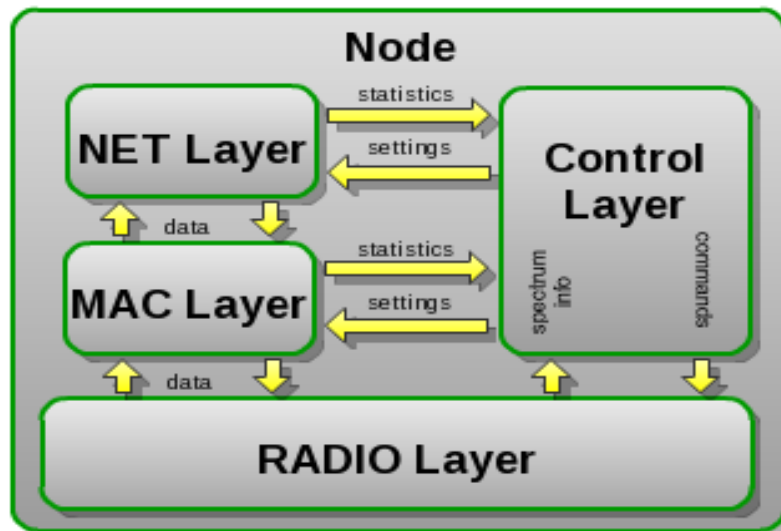 Node
statistics
NET Layer
settings
Control
Layer
data
statistics
MAC Layer
settings
spectrum
info
commands
data
RADIO Layer